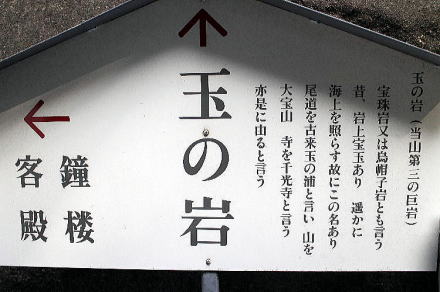 玉の岩(当山第三の巨岩)
宝珠岩又は烏帽子岩とも言う
昔、岩上宝玉あり 遥かに
海上を照らす故にこの名あり
尾道を古来玉の浦と言い 山を
大宝山 寺を千光寺と言う
亦是に由ると言う
玉の岩
鐘楼
客殿